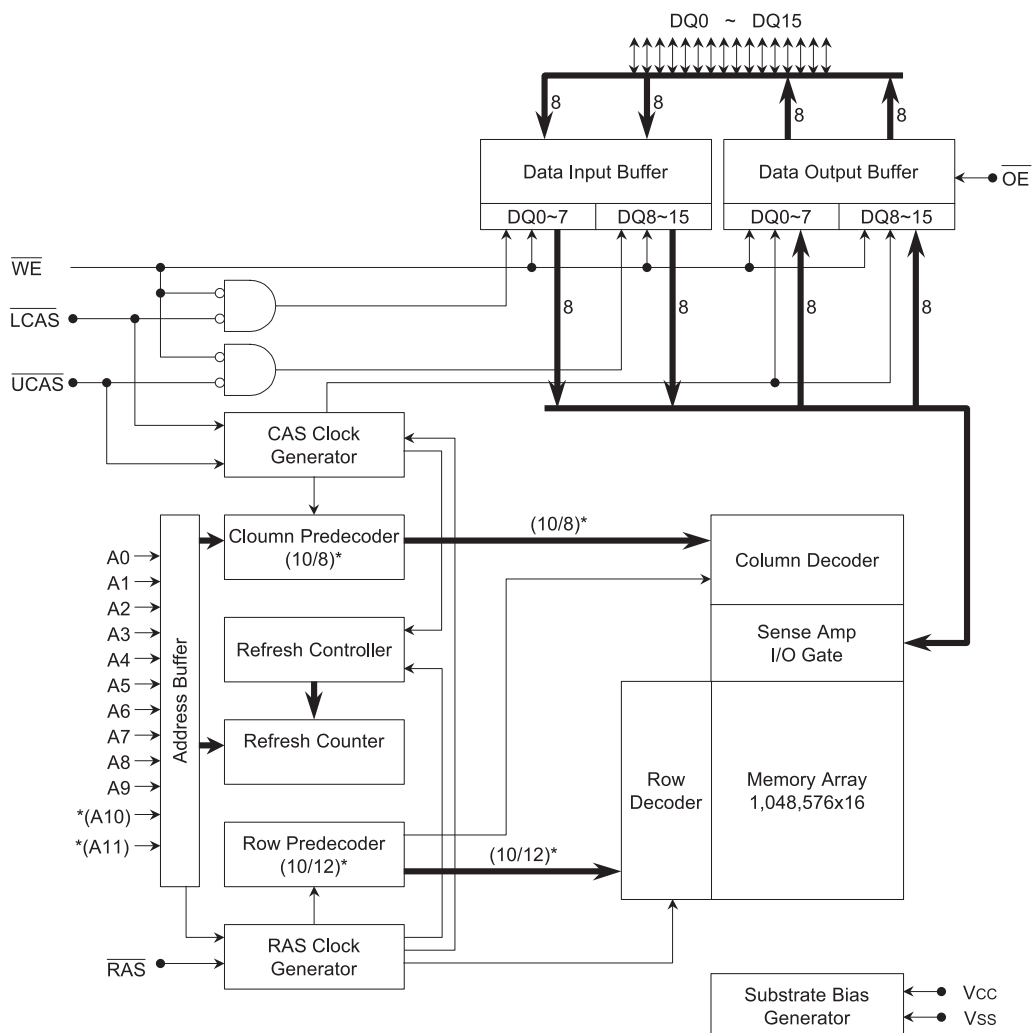 DQ0 ~ DQ15
8
8
8
8
Data Input Buffer
Data Output Buffer
OE
DQ0~7
DQ8~15
DQ0~7
DQ8~15
WE
LCAS
UCAS
8
8
8
8
CAS Clock
Generator
Cloumn Predecoder
(10/8)*
(10/8)*
Column Decoder
A0
A1
A2
A3
A4
A5
A6
A7
A8
A9
*(A10)
*(A11)
Address Buffer
Refresh Controller
Sense Amp
I/O Gate
Refresh Counter
Row
Decoder
Memory Array
1,048,576x16
Row Predecoder
(10/12)*
(10/12)*
RAS
RAS Clock
Generator
Substrate Bias
Generator
Vcc
Vss